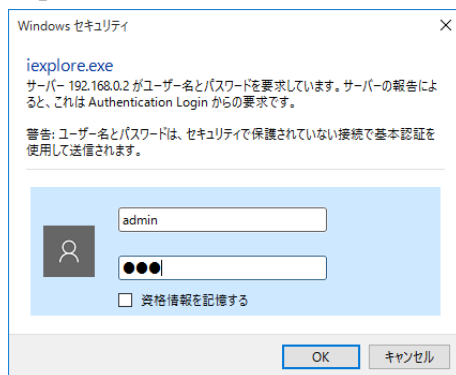 Windows セキュリティ
iexplore.exe
サーバー 192.168.0.2 がユーザー名とパスワードを要求しています。サーバーの報告によ
ると、これは Authentication Login からの要求です。
警告: ユーザー名とパスワードは、セキュリティで保護されていない接続で基本認証を
使用して送信されます。
admin
●●●
資格情報を記憶する
OK
キャンセル